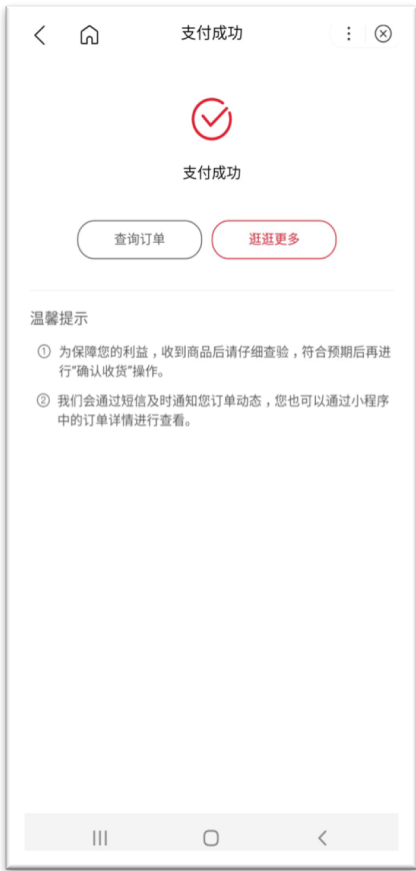 支付成功
支付成功
查询订单
逛逛更多
温馨提示
① 为保障您的利益，收到商品后请仔细查验，符合预期后再进
行“确认收货”操作。
② 我们会通过短信及时通知您订单动态，您也可以通过小程序
中的订单详情进行查看。